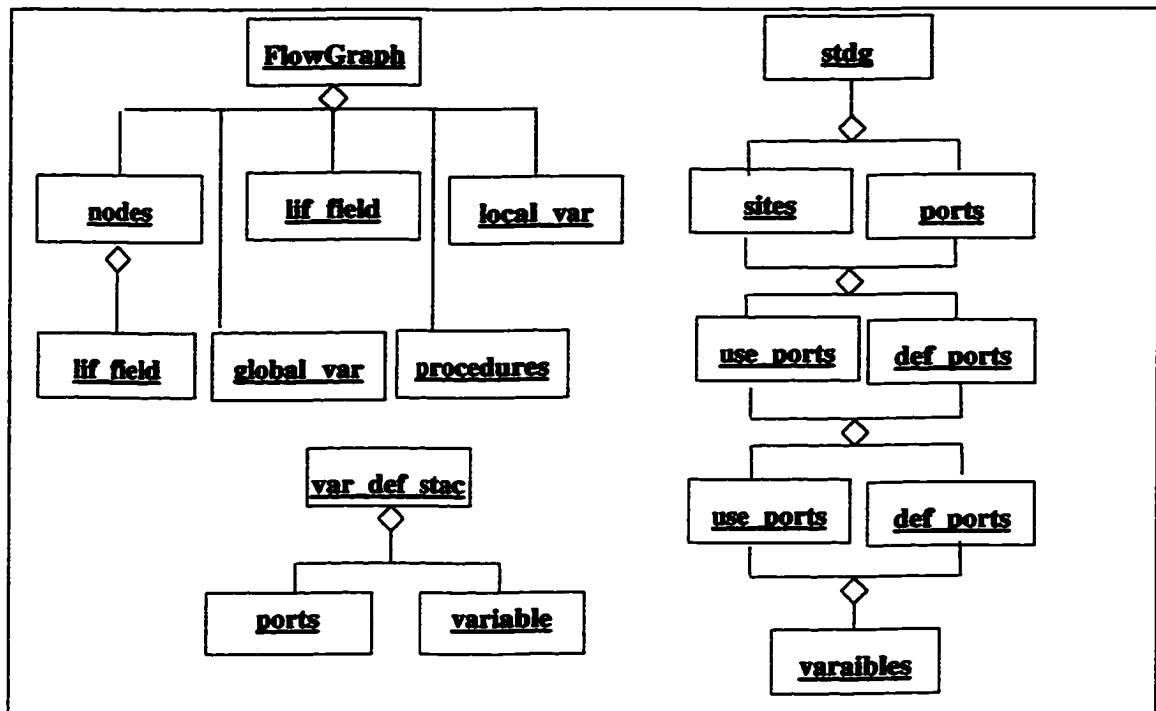 FlowGraph
stdg
nodes
lif_field
local_var
sites
ports
lif_field
global_var
procedures
use_ports
def_ports
var_def_stac
use_ports
def_ports
ports
variable
varaibles